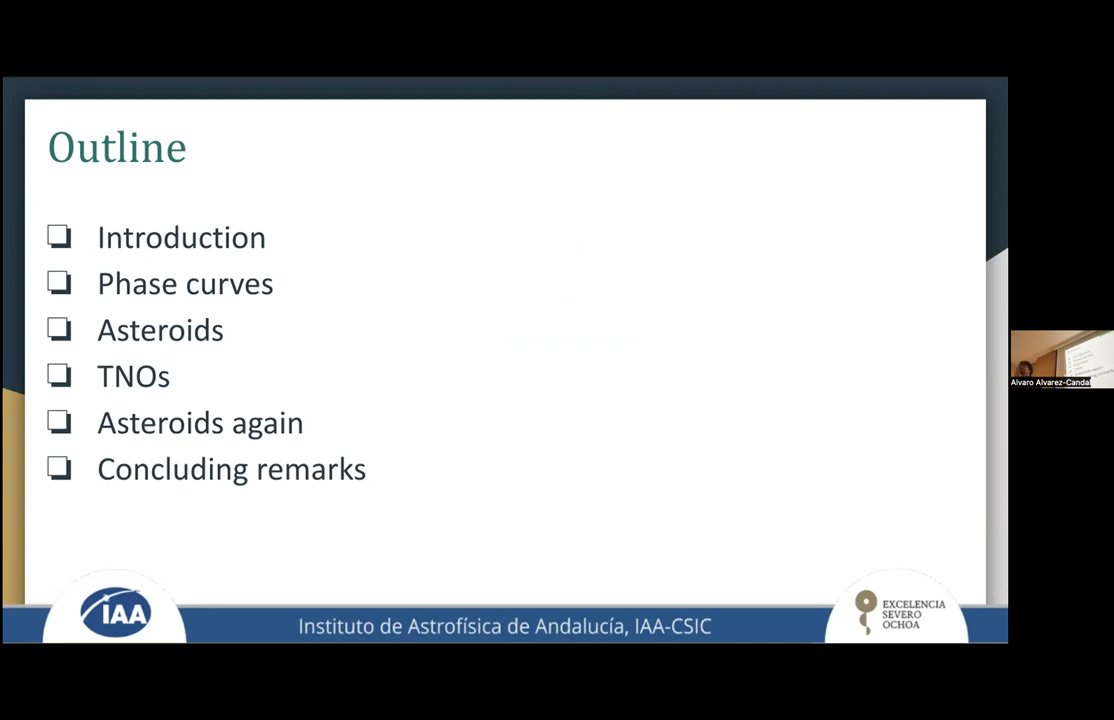 Outline
Introduction
Phase curves
Asteroids
TNOs
Asteroids again
Concluding remarks
Alvaro Alvarez-Candal
iAA
Instituto de Astrofísica de Andalucía, IAA-CSIC
EXCELENCIA
SEVERO
OCHOA